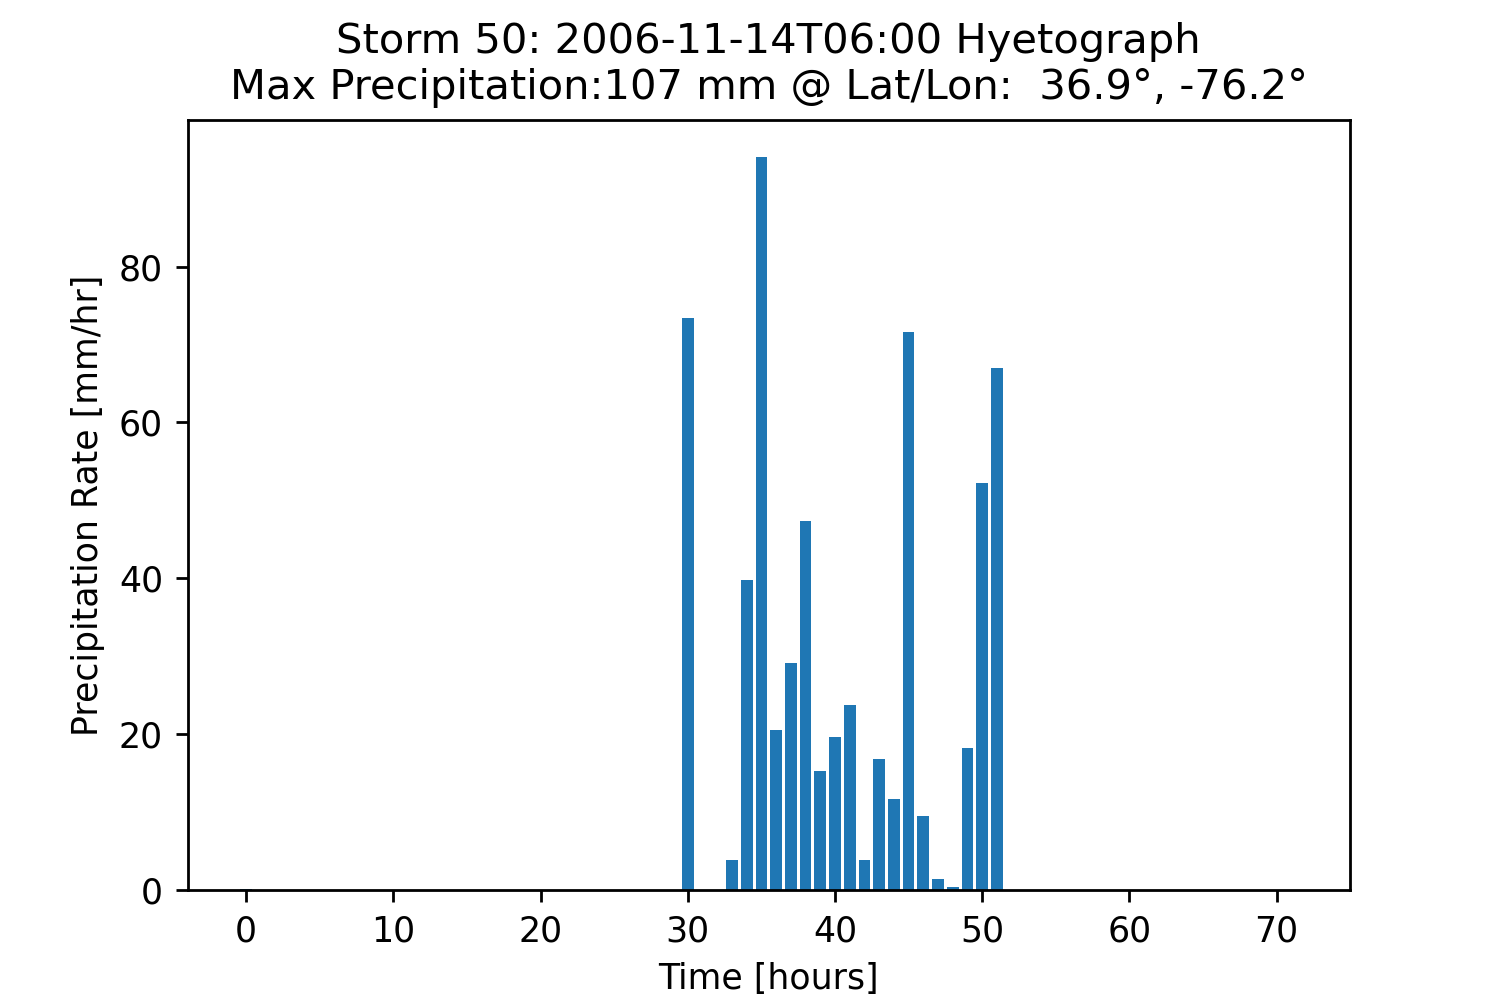 Storm 50: 2006-11-14T06:00 Hyetograph
Max Precipitation:107 mm @ Lat/Lon:  36.9°, -76.2°
Precipitation Rate [mm/hr]
80
60
40
20
0
0 10 20 30 40 50 60 70
Time [hours]